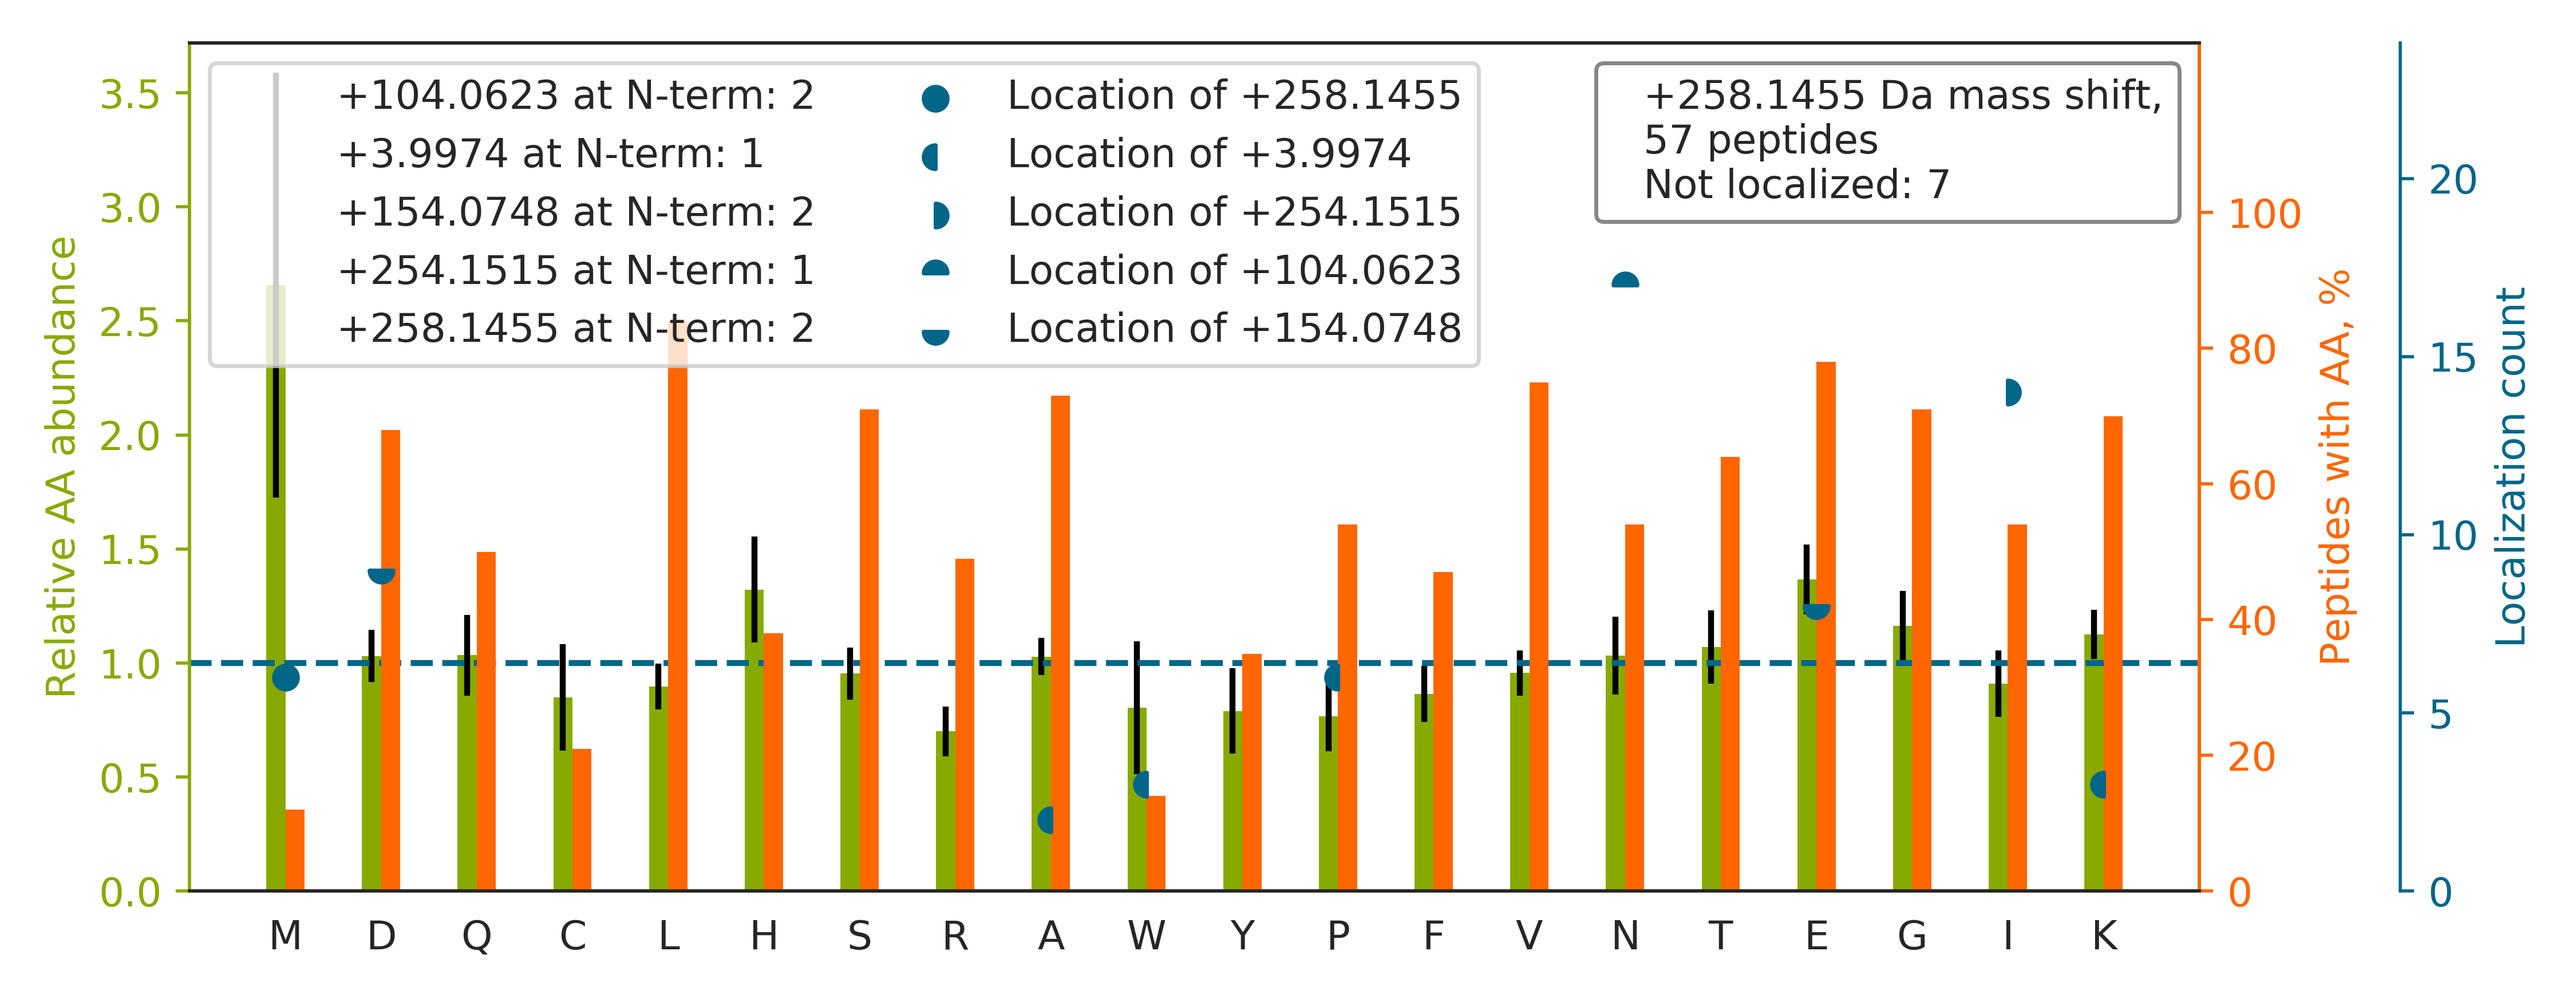 +104.0623 at N-term: 2
+3.9974 at N-term: 1
+154.0748 at N-term: 2
+254.1515 at N-term: 1
+258.1455 at N-term: 2
Location of +258.1455
Location of +3.9974
Location of +254.1515
Location of +104.0623
Location of +154.0748
+258.1455 Da mass shift,
57 peptides
Not localized: 7
Relative AA abundance
3.5
3.0
2.5
2.0
1.5
1.0
0.5
0.0
M D Q C L H S R A W Y P F V N T E G I K
100
80
60
40
20
0
Peptides with AA, %
20
15
10
5
0
Localization count